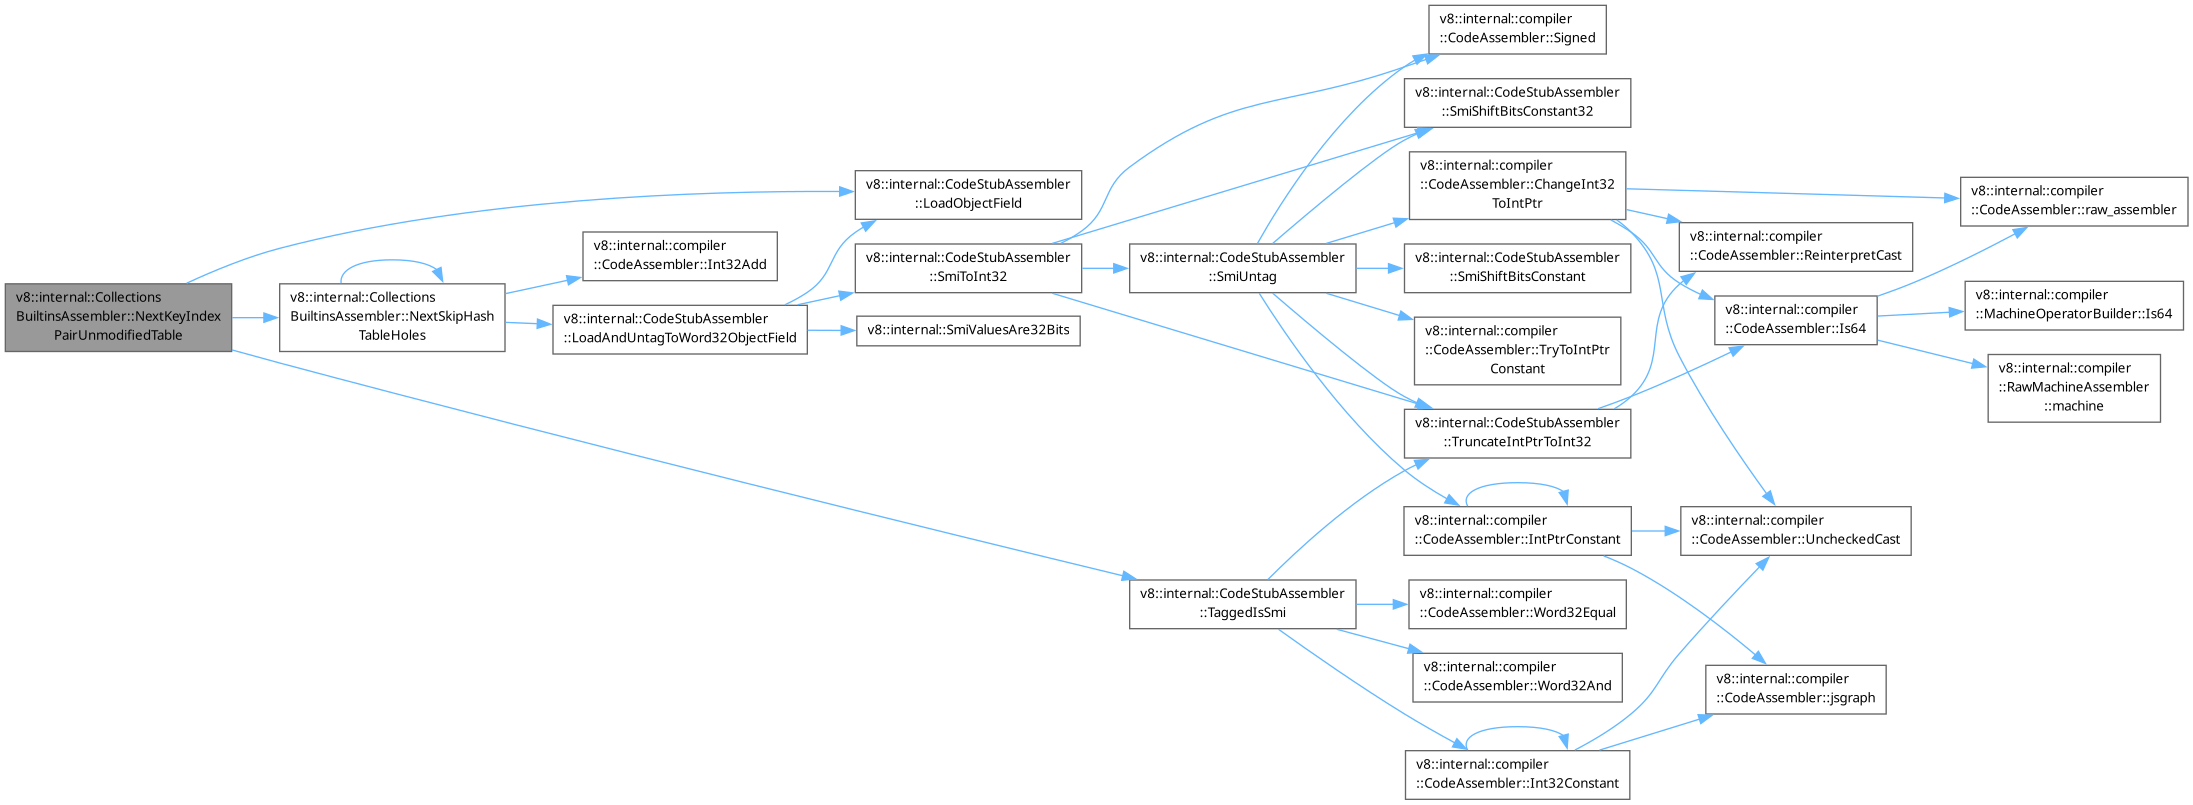 v8::internal::Collections
BuiltinsAssembler::NextKeyIndex
PairUnmodifiedTable
v8::internal::Collections
BuiltinsAssembler::NextSkipHash
TableHoles
v8::internal::compiler
::CodeAssembler::Int32Add
v8::internal::CodeStubAssembler
::LoadAndUntagToWord32ObjectField
v8::internal::CodeStubAssembler
::LoadObjectField
v8::internal::CodeStubAssembler
::SmiToInt32
v8::internal::SmiValuesAre32Bits
v8::internal::CodeStubAssembler
::SmiUntag
v8::internal::CodeStubAssembler
::TaggedIsSmi
v8::internal::compiler
::CodeAssembler::Signed
v8::internal::CodeStubAssembler
::SmiShiftBitsConstant32
v8::internal::compiler
::CodeAssembler::ChangeInt32
ToIntPtr
v8::internal::CodeStubAssembler
::SmiShiftBitsConstant
v8::internal::compiler
::CodeAssembler::TryToIntPtr
Constant
v8::internal::CodeStubAssembler
::TruncateIntPtrToInt32
v8::internal::compiler
::CodeAssembler::IntPtrConstant
v8::internal::compiler
::CodeAssembler::Word32Equal
v8::internal::compiler
::CodeAssembler::Word32And
v8::internal::compiler
::CodeAssembler::Int32Constant
v8::internal::compiler
::CodeAssembler::ReinterpretCast
v8::internal::compiler
::CodeAssembler::Is64
v8::internal::compiler
::CodeAssembler::UncheckedCast
v8::internal::compiler
::CodeAssembler::jsgraph
v8::internal::compiler
::CodeAssembler::raw_assembler
v8::internal::compiler
::MachineOperatorBuilder::Is64
v8::internal::compiler
::RawMachineAssembler
::machine